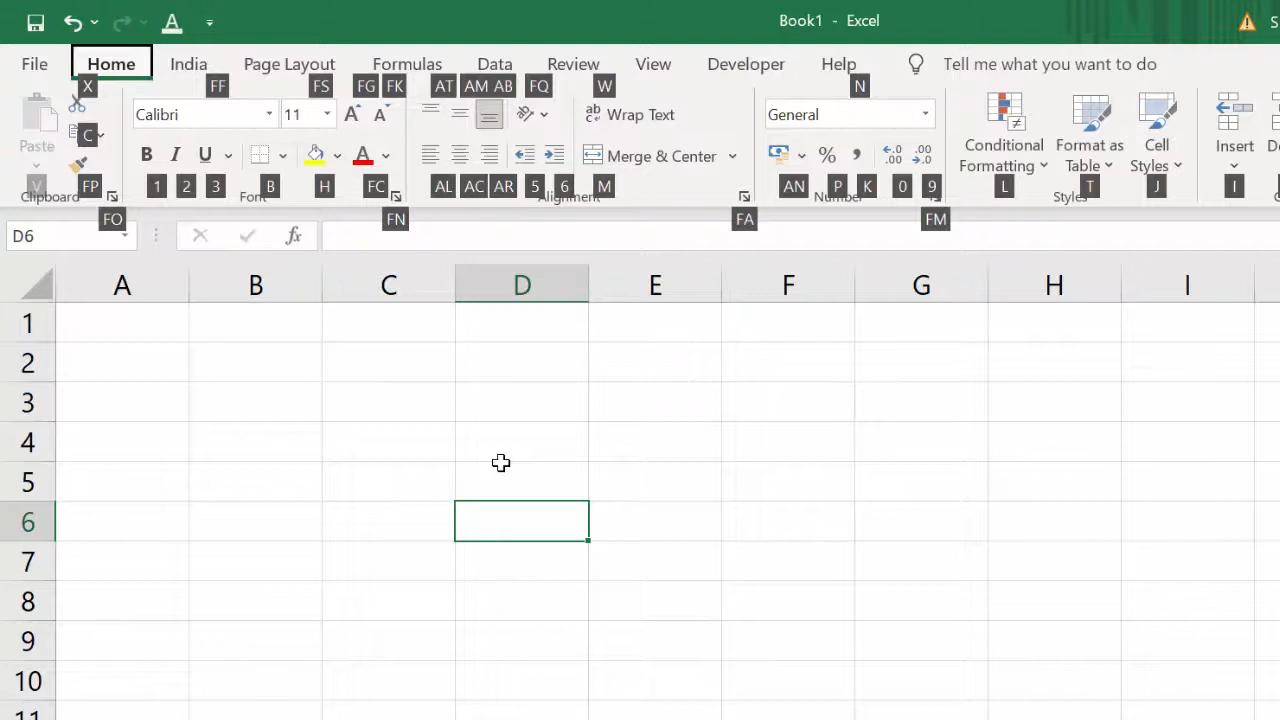 Book1 - Excel
S
File Home India Page Layout Formulas Data Review View Developer Help Tell me what you want to do
X FF FS FG FK AT AM AB FQ W N
Calibri 11 ab Wrap Text General Conditional Formatting Format as Table Cell Styles
C
Paste B I U A Merge & Center % Insert
V FP 1 2 3 B H FC AL AC AR 5 6 M AN P K 0 9 L T J I
Clipboard Font Alignment Number Styles
FO FN FA FM
D6 fx
A B C D E F G H I
1
2
3
4
5
6
7
8
9
10
11